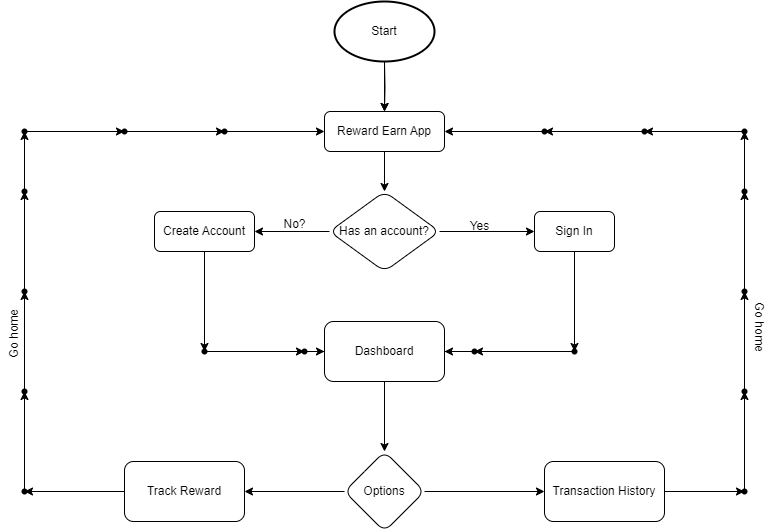 Start
Reward Earn App
Has an account?
No?
Yes
Create Account
Sign In
Dashboard
Go home
Go home
Options
Track Reward
Transaction History